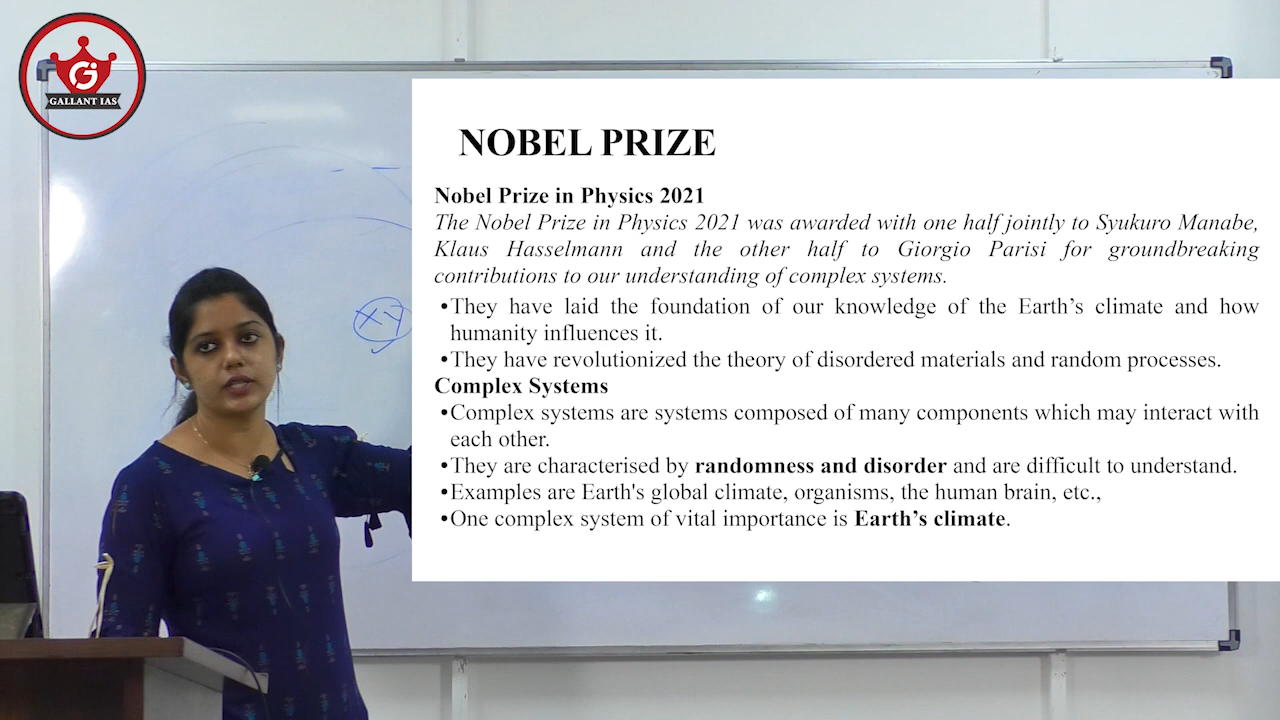 GALLANT IAS
NOBEL PRIZE
Nobel Prize in Physics 2021
The Nobel Prize in Physics 2021 was awarded with one half jointly to Syukuro Manabe,
Klaus Hasselmann and the other half to Giorgio Parisi for groundbreaking
contributions to our understanding of complex systems.
•They have laid the foundation of our knowledge of the Earth’s climate and how
humanity influences it.
•They have revolutionized the theory of disordered materials and random processes.
Complex Systems
•Complex systems are systems composed of many components which may interact with
each other.
•They are characterised by randomness and disorder and are difficult to understand.
•Examples are Earth's global climate, organisms, the human brain, etc.,
•One complex system of vital importance is Earth’s climate.
XY